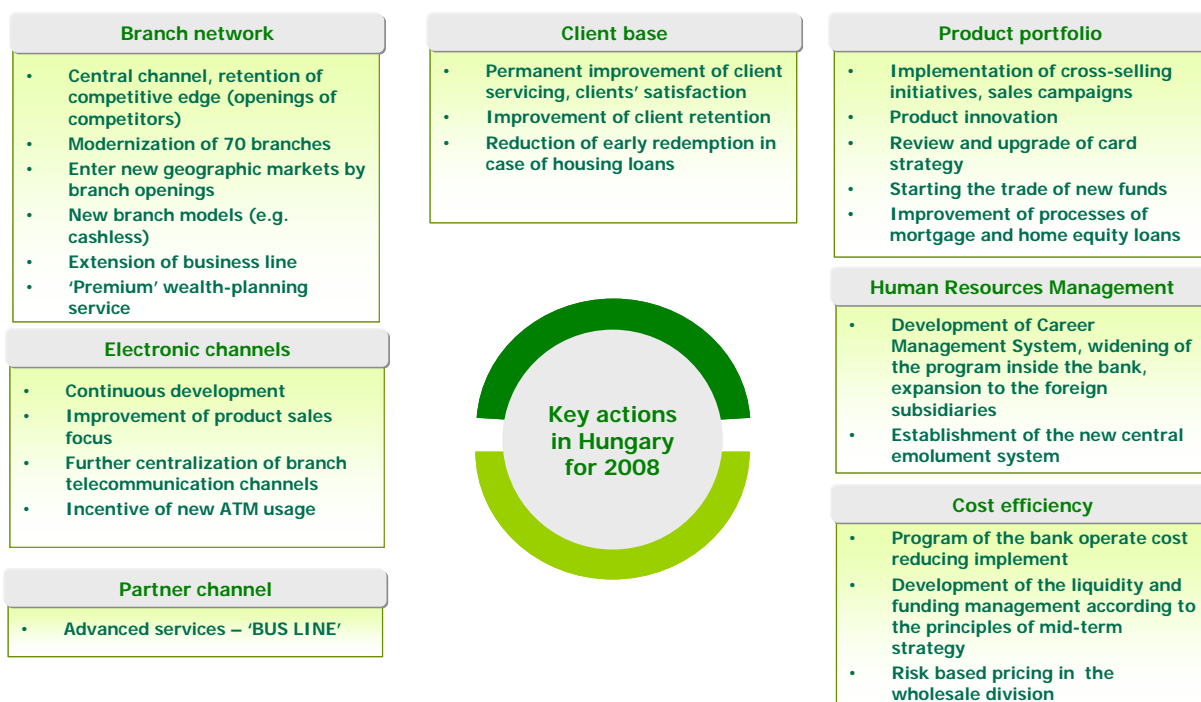 Branch network
• Central channel, retention of
competitive edge (openings of
competitors)
• Modernization of 70 branches
• Enter new geographic markets by
branch openings
• New branch models (e.g.
cashless)
• Extension of business line
• ‘Premium’ wealth-planning
service
Electronic channels
• Continuous development
• Improvement of product sales
focus
• Further centralization of branch
telecommunication channels
• Incentive of new ATM usage
Partner channel
• Advanced services – ‘BUS LINE’
Client base
• Permanent improvement of client
servicing, clients’ satisfaction
• Improvement of client retention
• Reduction of early redemption in
case of housing loans
Key actions
in Hungary
for 2008
Product portfolio
• Implementation of cross-selling
initiatives, sales campaigns
• Product innovation
• Review and upgrade of card
strategy
• Starting the trade of new funds
• Improvement of processes of
mortgage and home equity loans
Human Resources Management
• Development of Career
Management System, widening of
the program inside the bank,
expansion to the foreign
subsidiaries
• Establishment of the new central
emolument system
Cost efficiency
• Program of the bank operate cost
reducing implement
• Development of the liquidity and
funding management according to
the principles of mid-term
strategy
• Risk based pricing in the
wholesale division